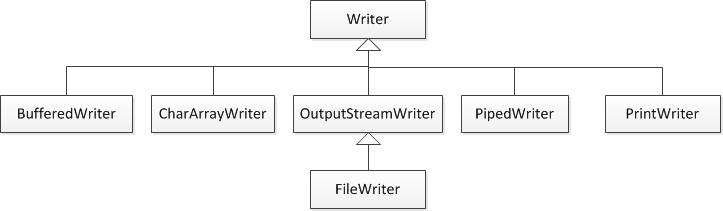 Writer
BufferedWriter
CharArrayWriter
OutputStreamWriter
PipedWriter
PrintWriter
FileWriter